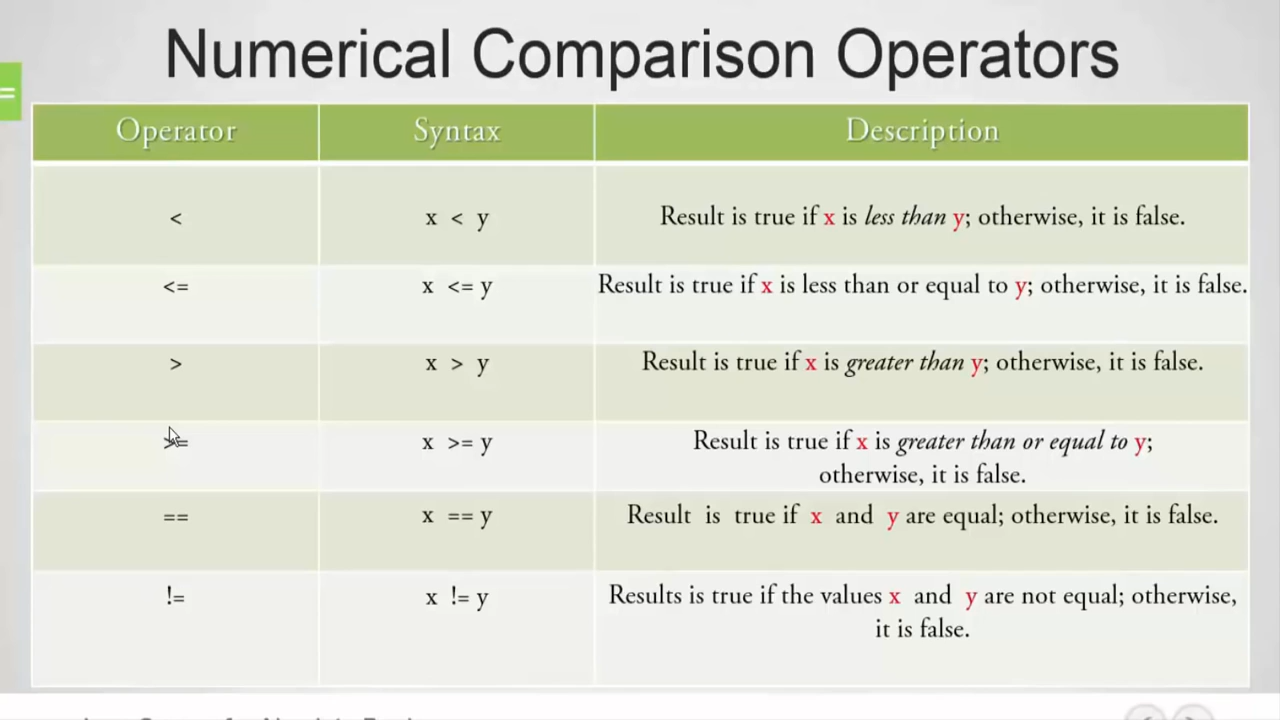 Numerical Comparison Operators
=
Operator Syntax Description
< x < y Result is true if x is less than y; otherwise, it is false.
<= x <= y Result is true if x is less than or equal to y; otherwise, it is false.
> x > y Result is true if x is greater than y; otherwise, it is false.
>= x >= y Result is true if x is greater than or equal to y;
otherwise, it is false.
== x == y Result is true if x and y are equal; otherwise, it is false.
!= x != y Results is true if the values x and y are not equal; otherwise,
it is false.